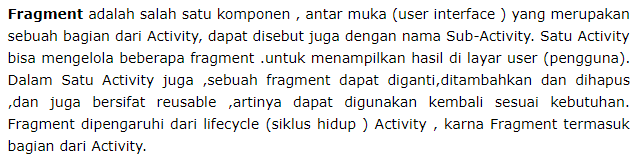 Fragment adalah salah satu komponen , antar muka (user interface ) yang merupakan
sebuah bagian dari Activity, dapat disebut juga dengan nama Sub-Activity. Satu Activity
bisa mengelola beberapa fragment .untuk menampilkan hasil di layar user (pengguna).
Dalam Satu Activity juga ,sebuah fragment dapat diganti,ditambahkan dan dihapus
,dan juga bersifat reusable ,artinya dapat digunakan kembali sesuai kebutuhan.
Fragment dipengaruhi dari lifecycle (siklus hidup ) Activity , karna Fragment termasuk
bagian dari Activity.